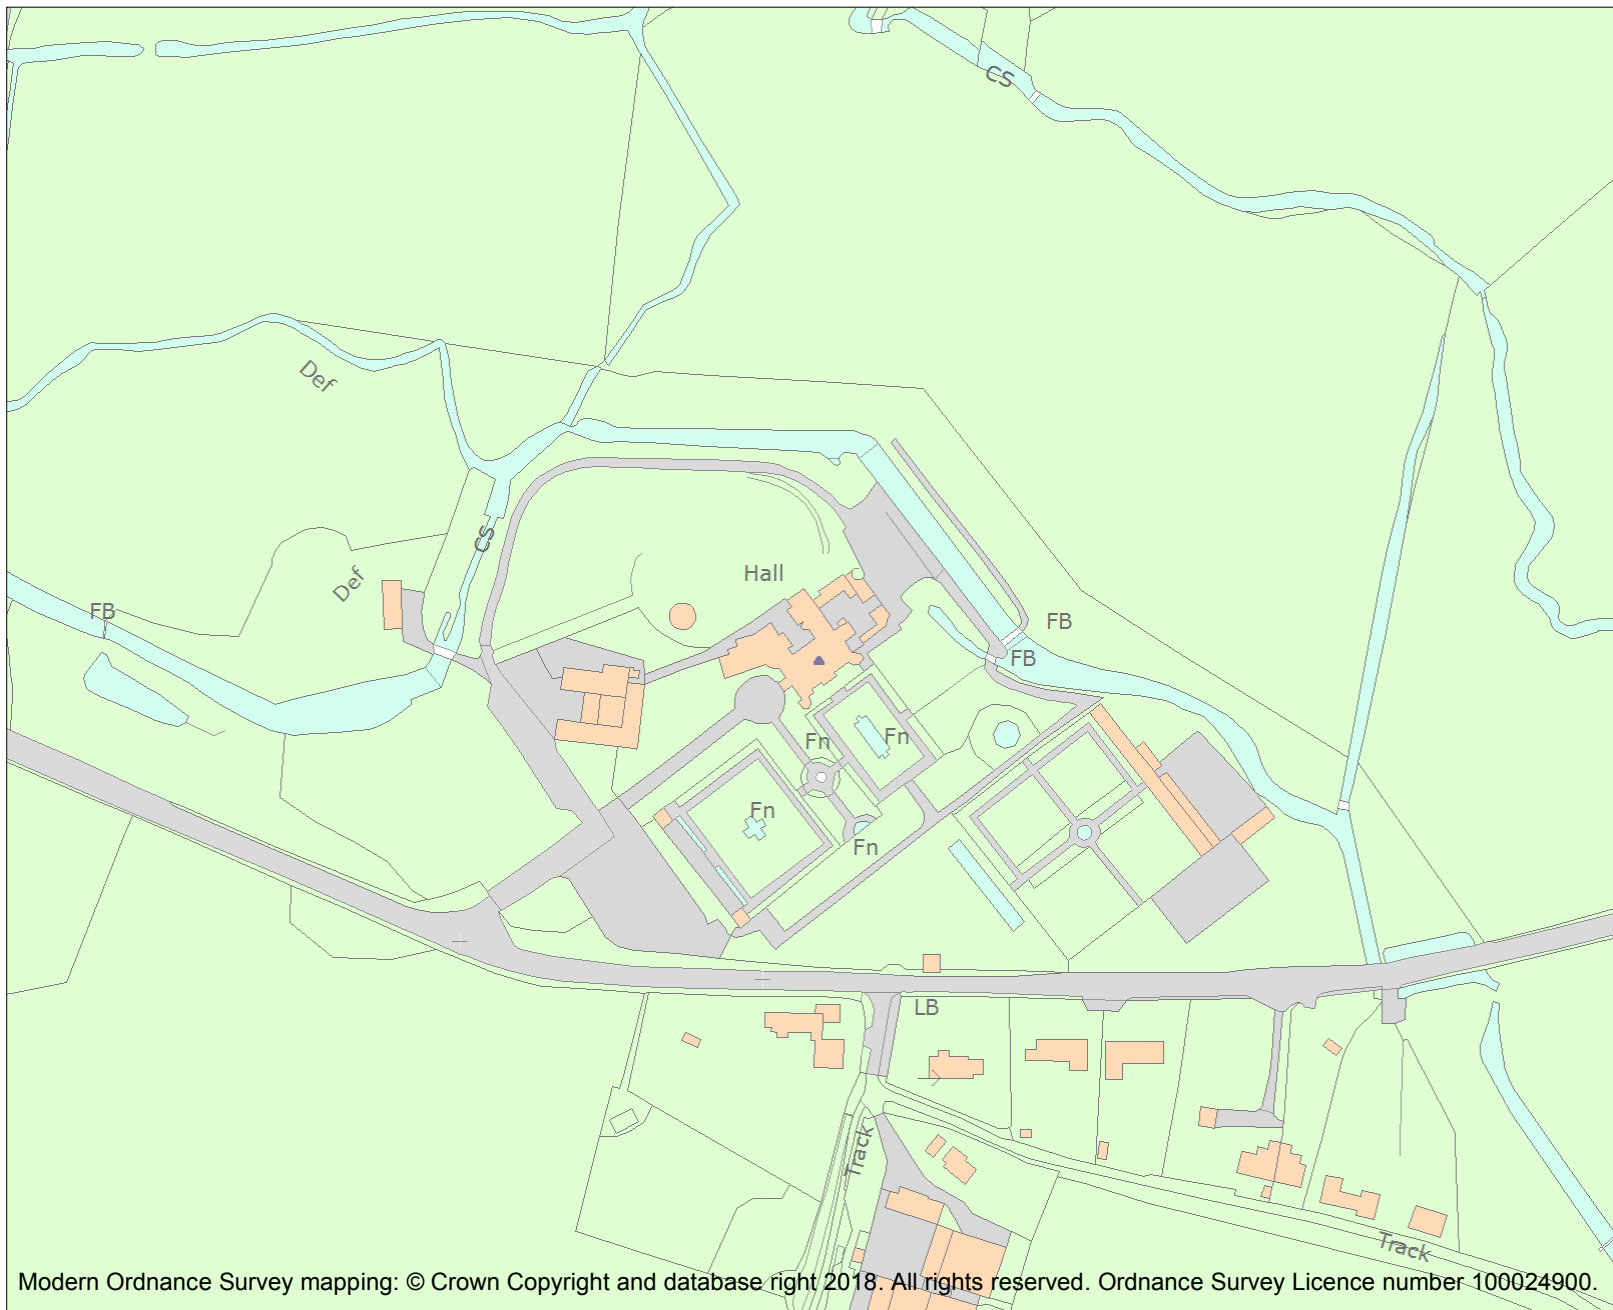 CS
Def
CS
Hall
Def
FB
FB
FB
Fn
Fn
Fn
Fn
LB
Track
Track
Modern Ordnance Survey mapping: © Crown Copyright and database right 2018. All rights reserved. Ordnance Survey Licence number 100024900.